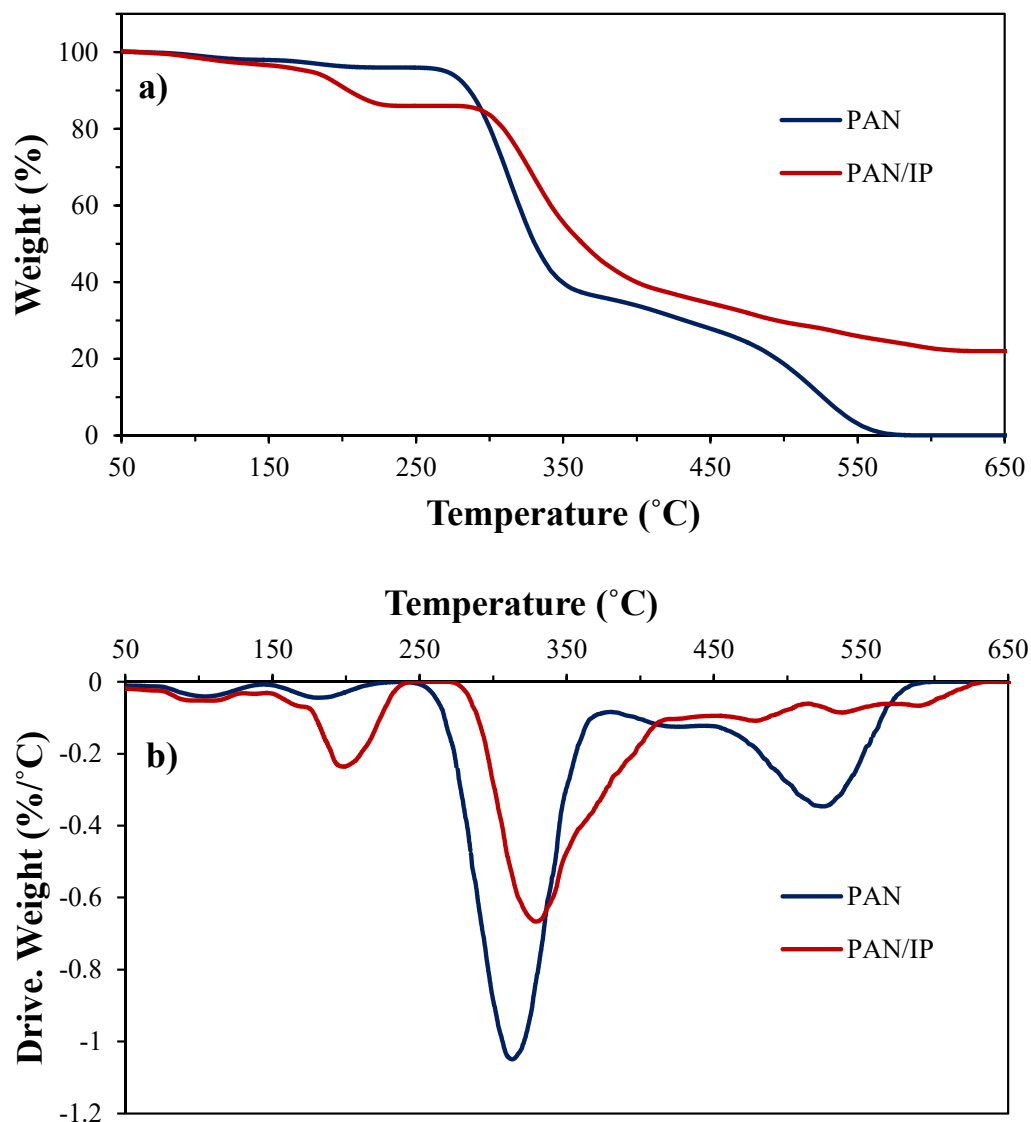 a)
Weight (%)
100
80
60
40
20
0
PAN
PAN/IP
50 150 250 350 450 550 650
Temperature (˚C)
Temperature (˚C)
50 150 250 350 450 550 650
b)
Drive. Weight (%/˚C)
0
-0.2
-0.4
-0.6
-0.8
-1
-1.2
PAN
PAN/IP